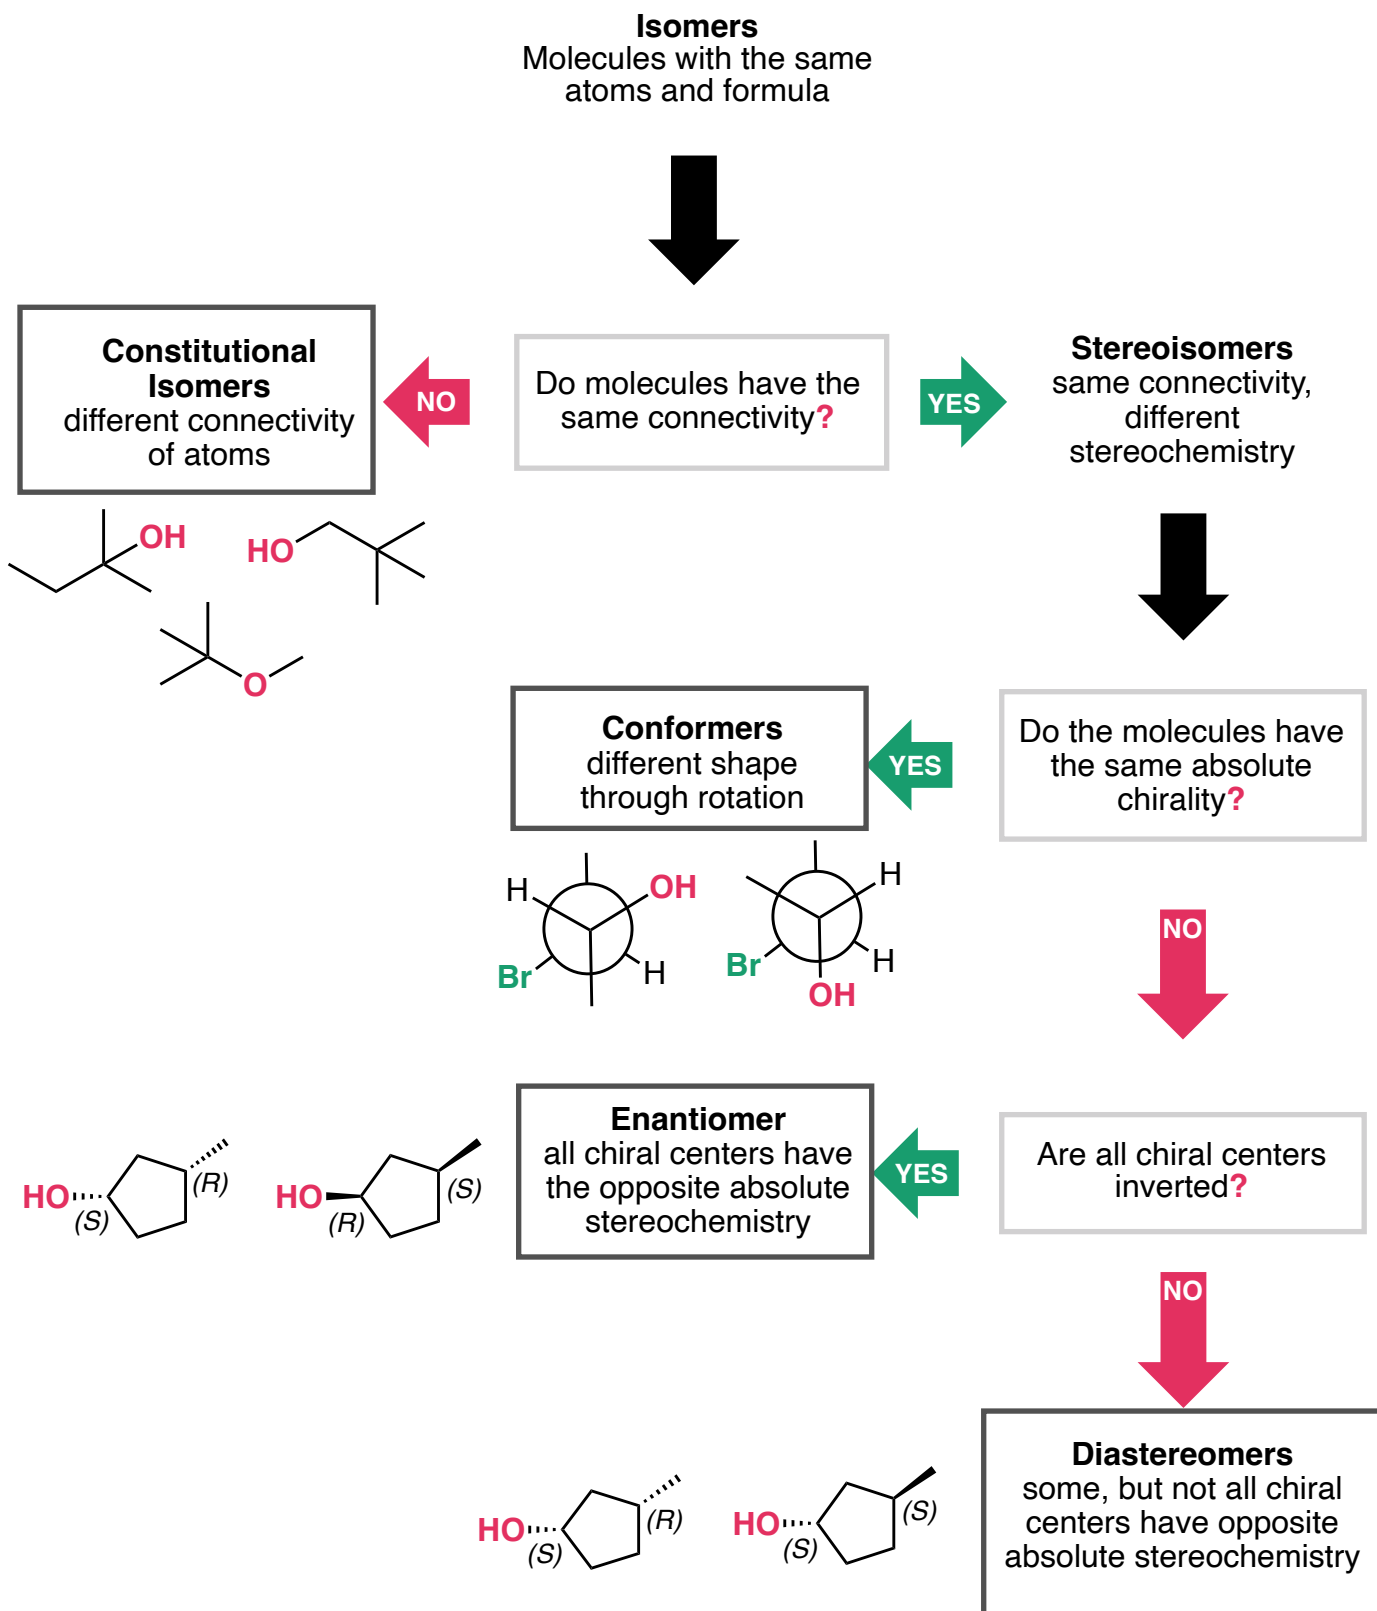 Isomers
Molecules with the same
atoms and formula
Constitutional
Isomers
different connectivity
of atoms
NO
Do molecules have the
same connectivity?
YES
Stereoisomers
same connectivity,
different
stereochemistry
OH
HO
O
Conformers
different shape
through rotation
YES
Do the molecules have
the same absolute
chirality?
H
OH
Br
H
H
Br
H
OH
NO
Enantiomer
all chiral centers have
the opposite absolute
stereochemistry
YES
Are all chiral centers
inverted?
HO
(S)
(R)
HO
(R)
(S)
NO
Diastereomers
some, but not all chiral
centers have opposite
absolute stereochemistry
HO
(S)
(R)
HO
(S)
(S)